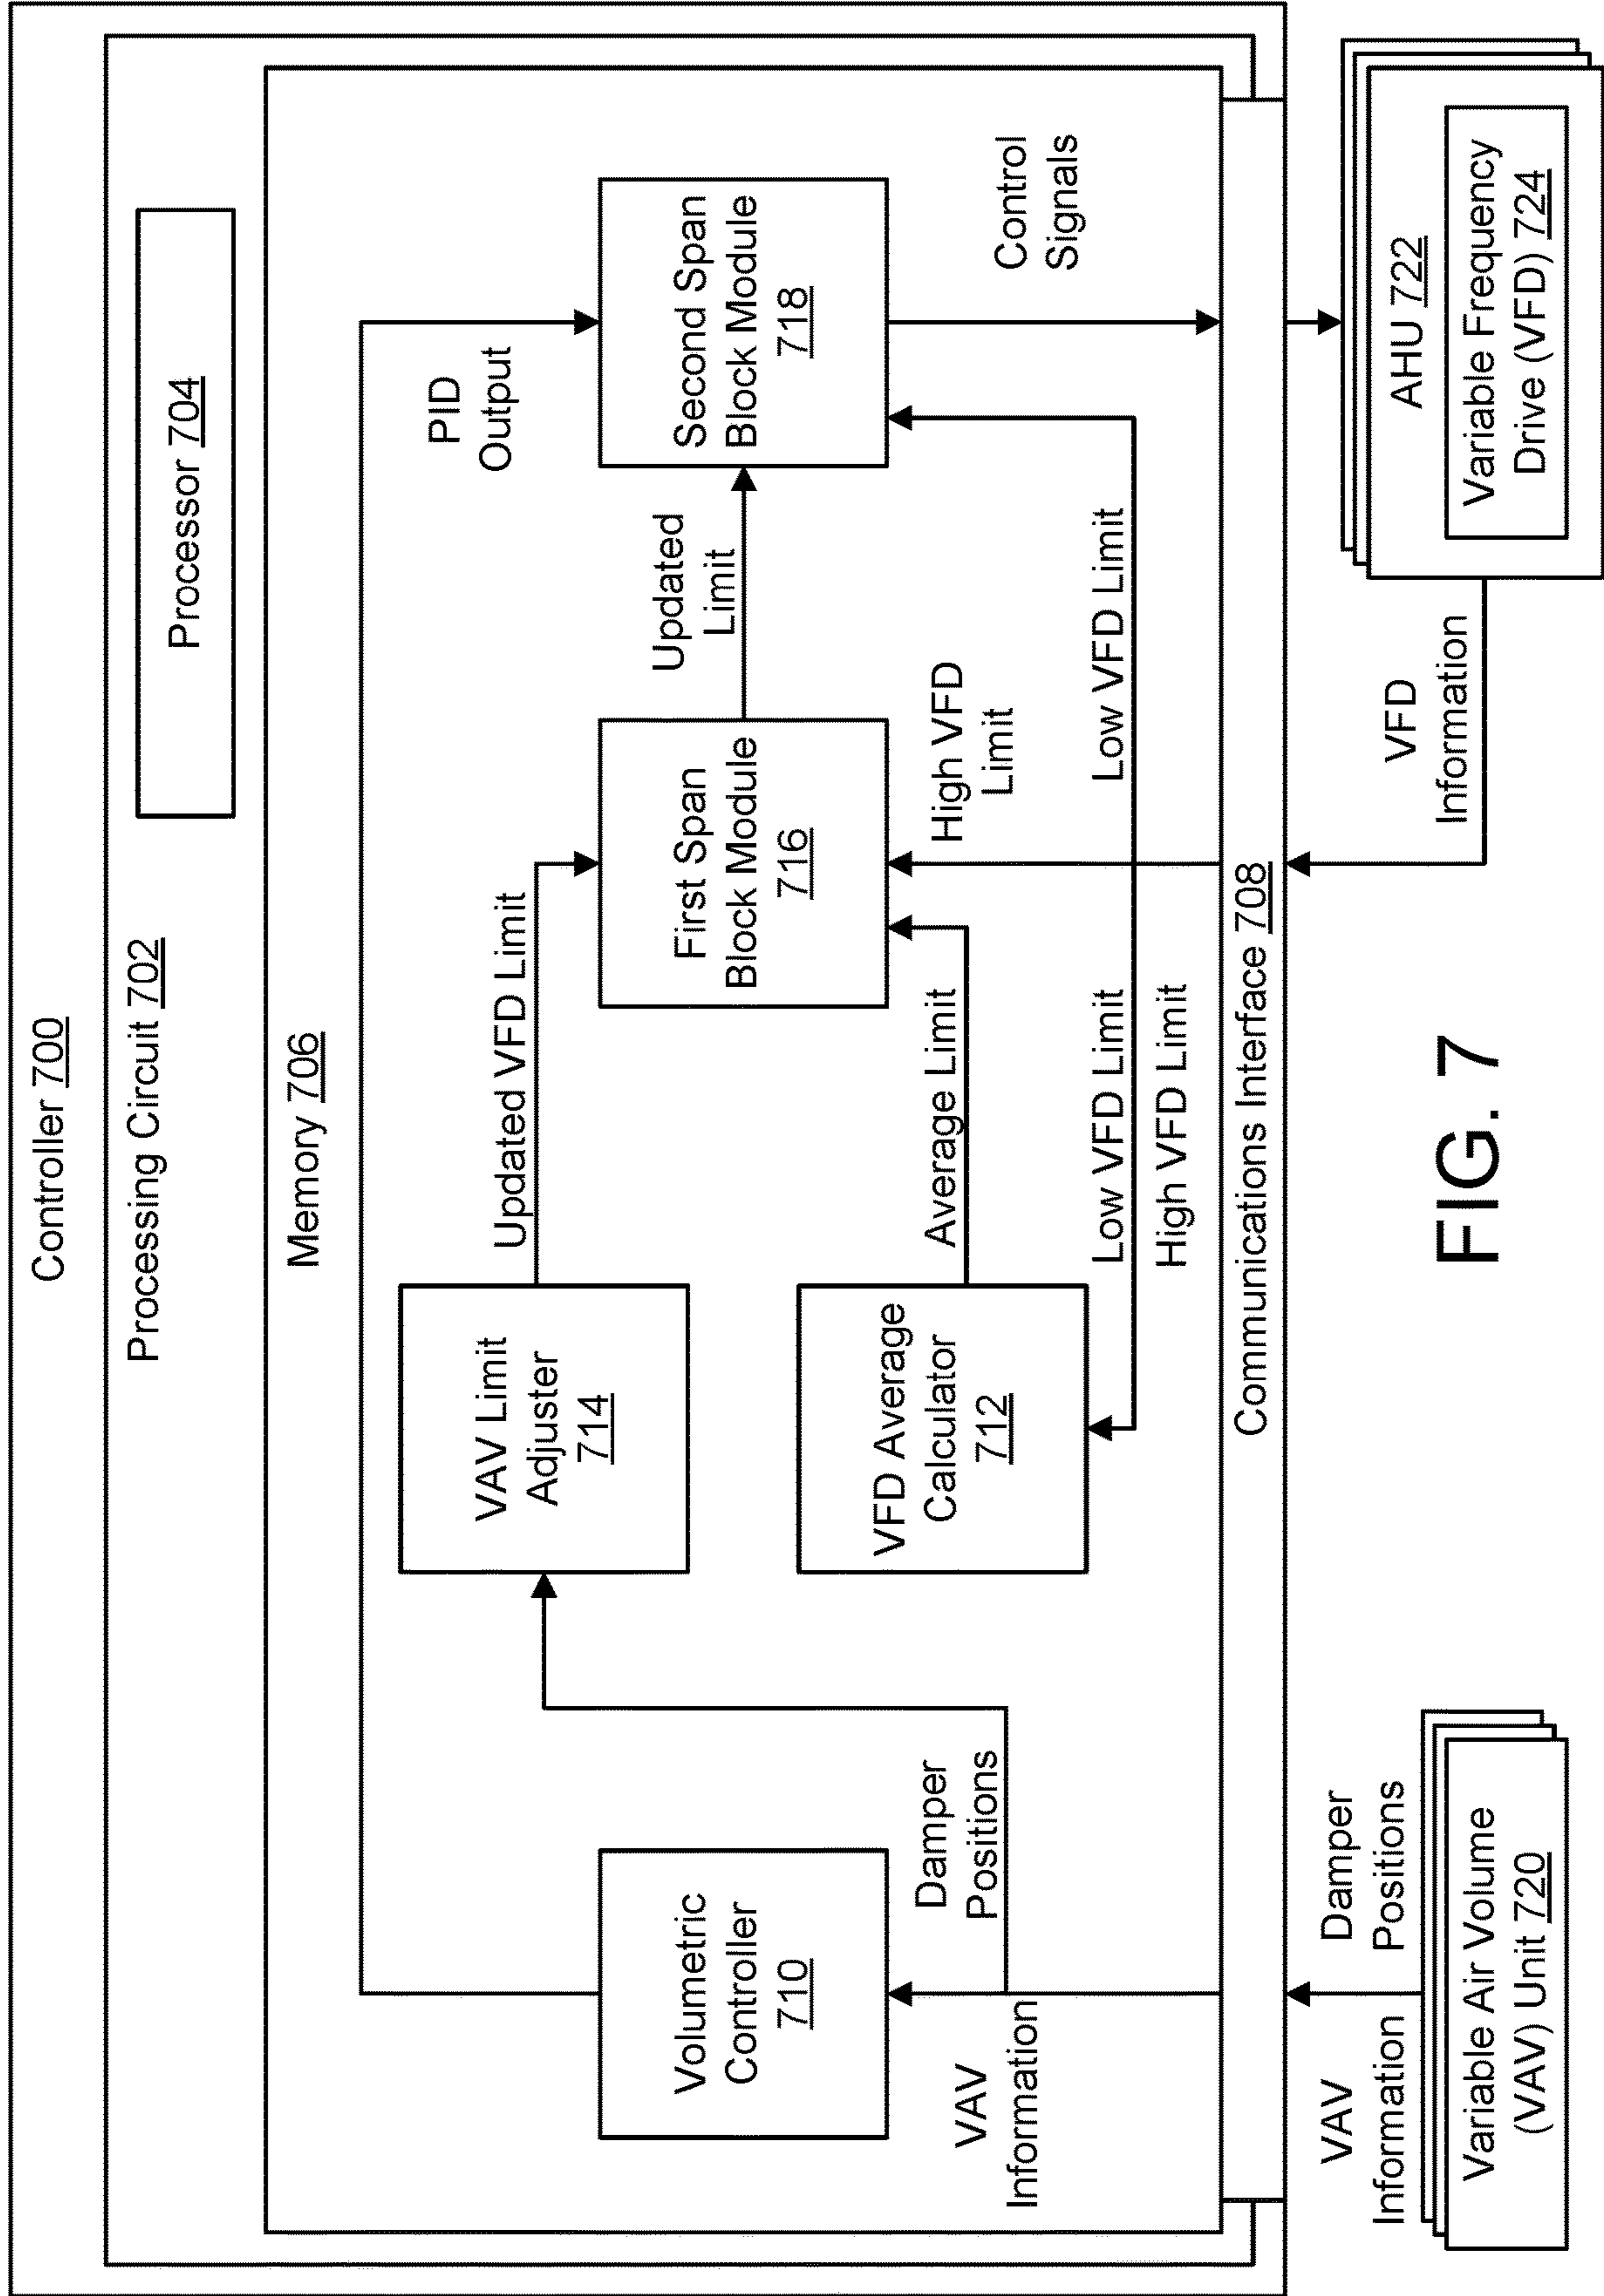 Controller 700
Processing Circuit 702
Processor 704
Memory 706
PID
Output
Updated VFD Limit
VAV Limit
Adjuster
714
Updated
Limit
Volumetric
Controller
710
First Span
Block Module
716
Second Span
Block Module
718
VFD Average
Calculator
712
Damper
Positions
VAV
Information
Average Limit
High VFD
Limit
Control
Signals
Low VFD Limit
High VFD Limit
Low VFD Limit
Communications Interface 708
VAV
Information
Damper
Positions
Variable Air Volume
(VAV) Unit 720
VFD
Information
AHU 722
Variable Frequency
Drive (VFD) 724
FIG. 7